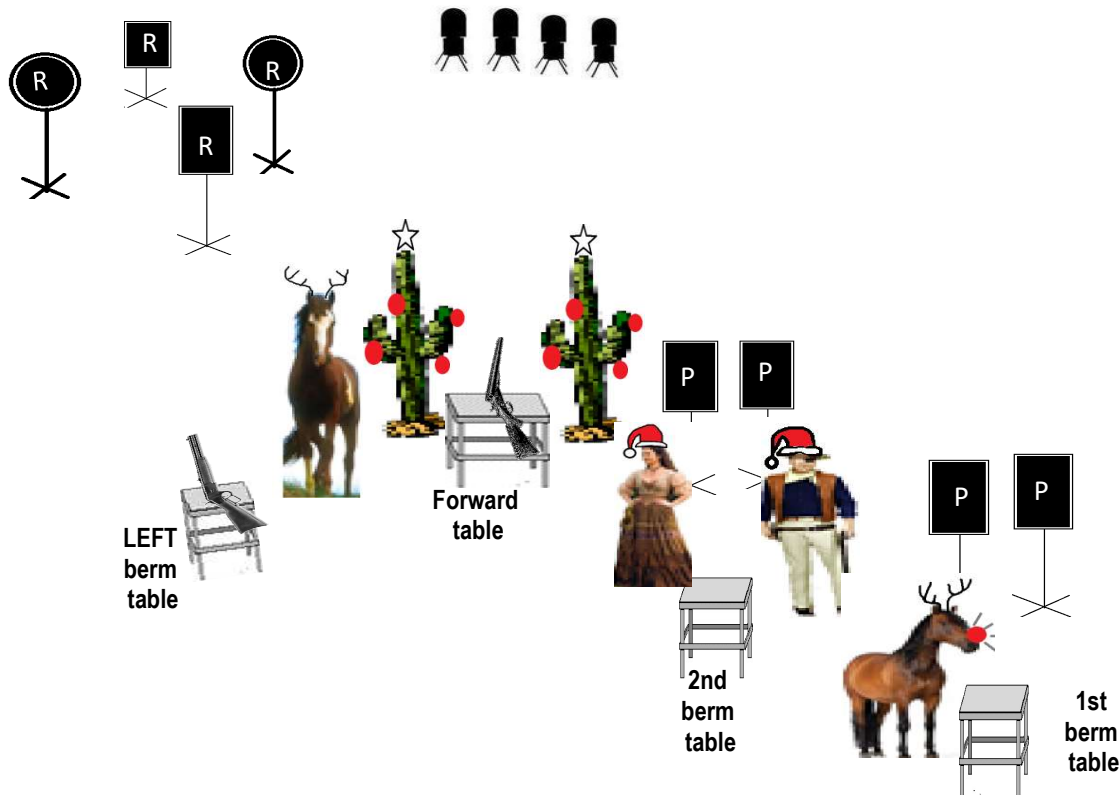 R
R
R
R
P
P
P
P
Forward
table
LEFT
berm
table
2nd
berm
table
1st
berm
table